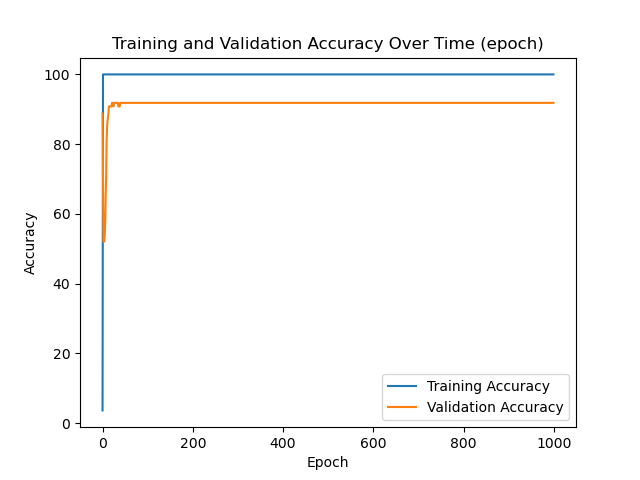 Training and Validation Accuracy Over Time (epoch)
100
80
60
40
20
0
Accuracy
Training Accuracy
Validation Accuracy
0 200 400 600 800 1000
Epoch